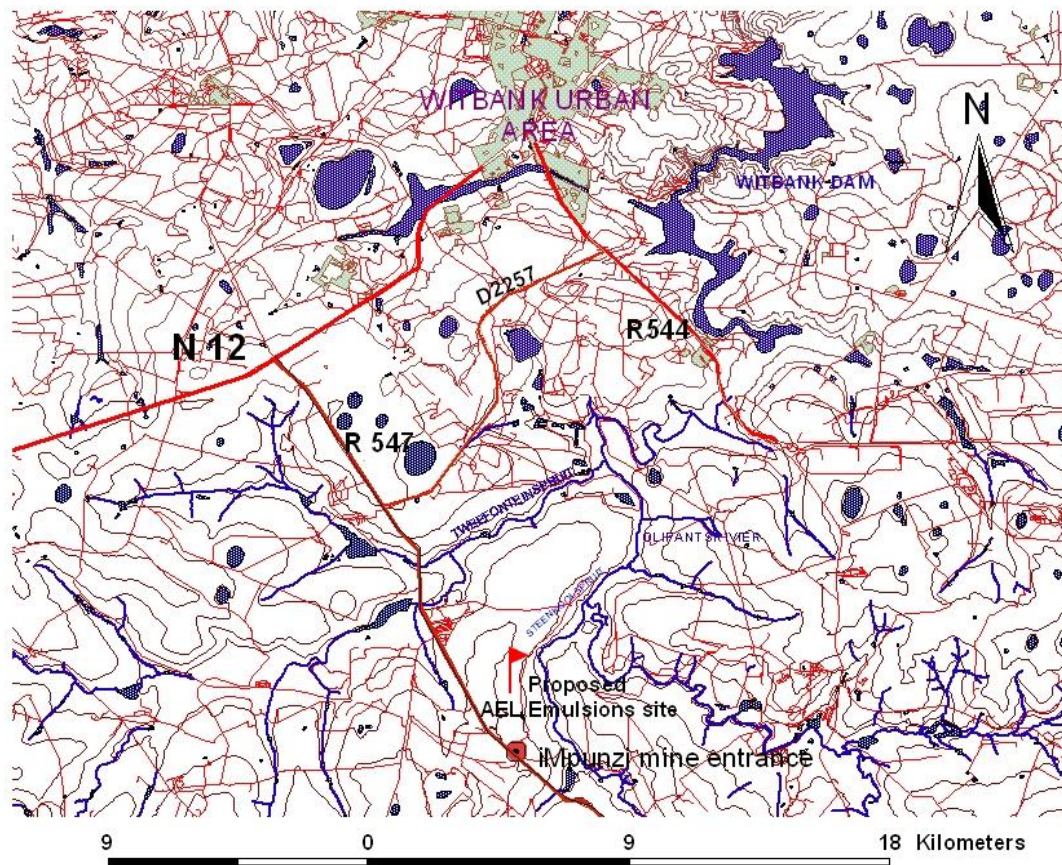 WITBANK URBAN
AREA
N
WITBANK DAM
D2257
N 12
R544
R 547
TWEEFONTEINSPRUIT
OLIFANTSRIVIER
STEENKOOLSPRUIT
Proposed
AEL Emulsions site
iMpunzi mine entrance
9 0 9 18 Kilometers